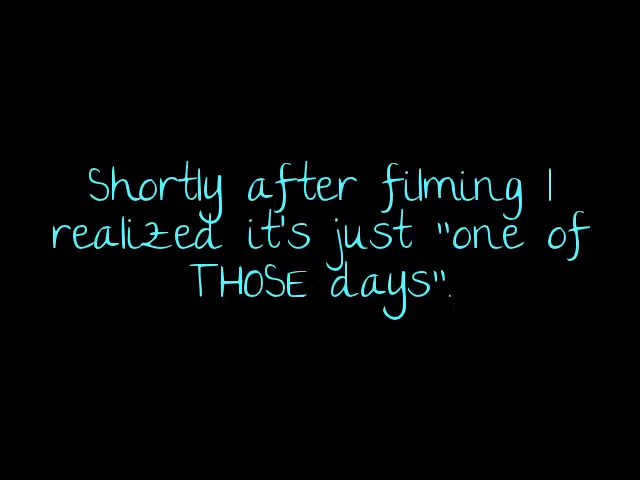 Shortly after filming I
realized it's just "one of
THOSE days".